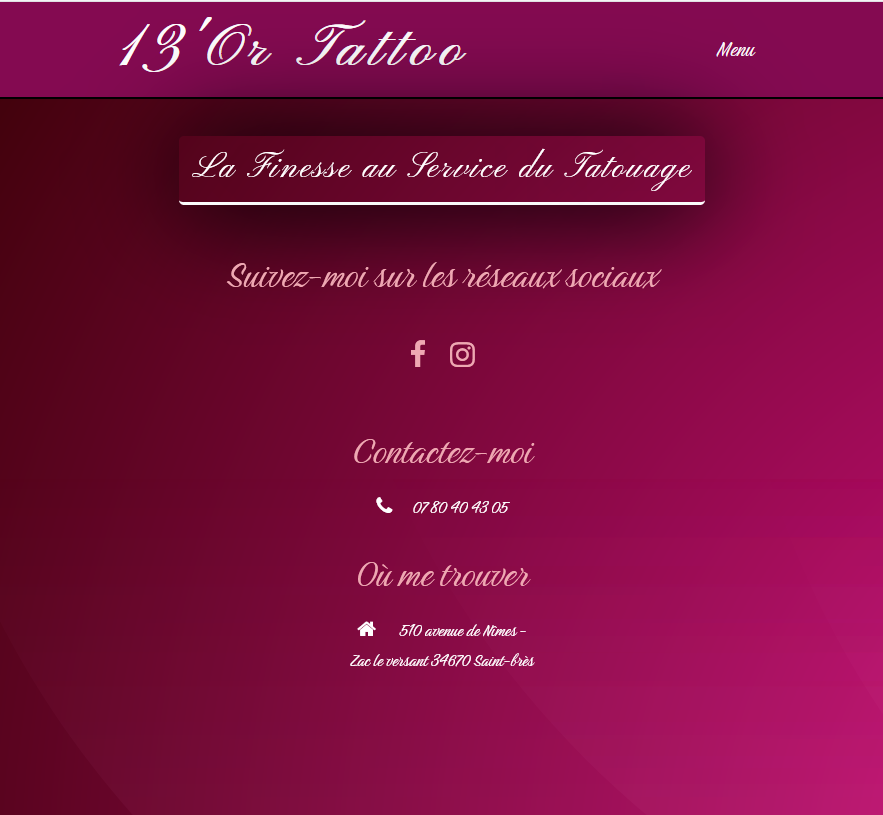 13'Or Tattoo
Menu
La Finesse au Service du Tatouage
Suivez-moi sur les réseaux sociaux
Contactez-moi
07 80 40 43 05
Où me trouver
510 avenue de Nîmes -
Zac le versant 34670 Saint-brès